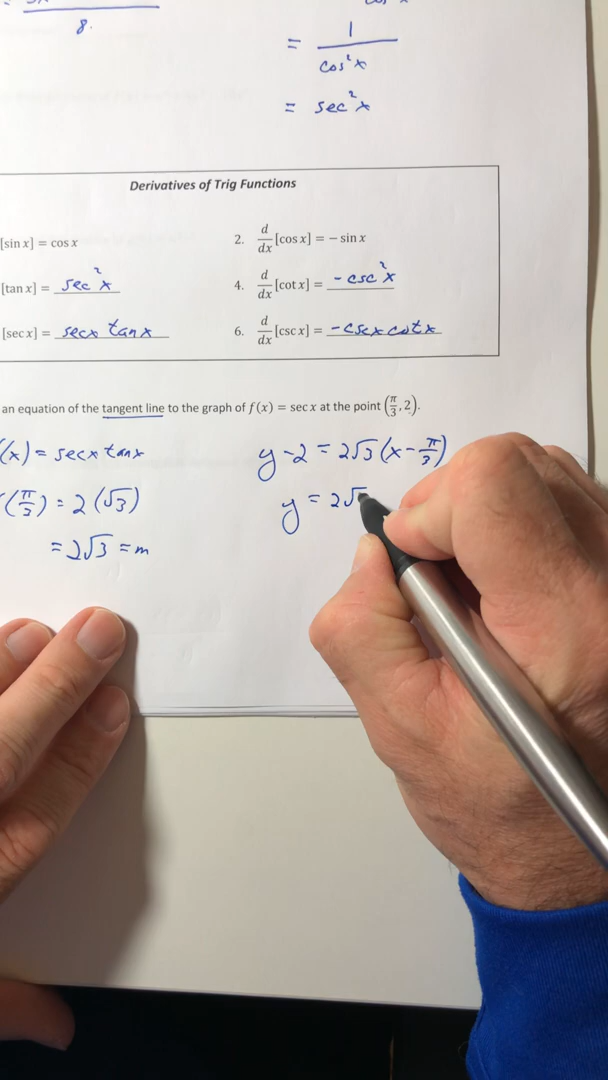 8.
= 1
cos²x
= sec²x
Derivatives of Trig Functions
[sin x] = cos x
2. d/dx [cos x] = − sin x
[tan x] = sec²x
4. d/dx [cot x] = -csc²x
[sec x] = secx tanx
6. d/dx [csc x] = -cscx cotx
an equation of the tangent line to the graph of f(x) = sec x at the point (π/3, 2).
'(x) = secx tanx
'(π/3) = 2(√3)
= 2√3 = m
y-2 = 2√3(x-π/3)
y = 2√